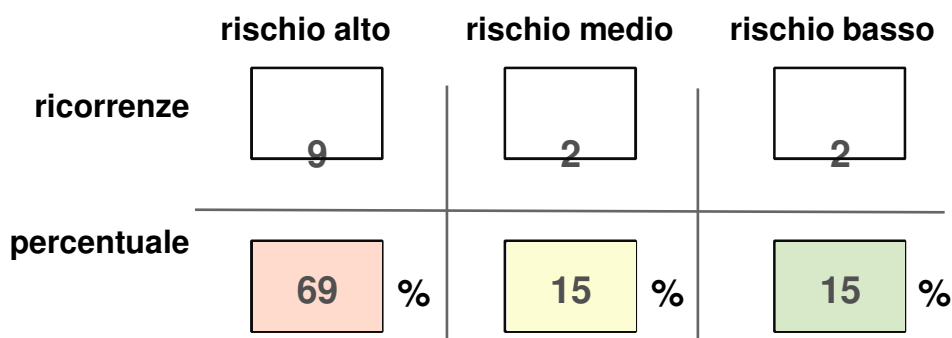 rischio alto rischio medio rischio basso
ricorrenze
9 2 2
percentuale
69 % 15 % 15 %